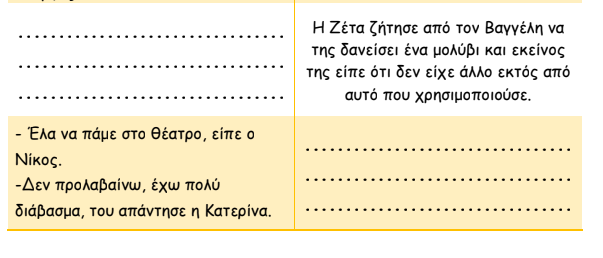 ......................................
......................................
......................................
Η Ζέτα ζήτησε από τον Βαγγέλη να
της δανείσει ένα μολύβι και εκείνος
της είπε ότι δεν είχε άλλο εκτός από
αυτό που χρησιμοποιούσε.
- Έλα να πάμε στο θέατρο, είπε ο
Νίκος.
-Δεν προλαβαίνω, έχω πολύ
διάβασμα, του απάντησε η Κατερίνα.
......................................
......................................
......................................